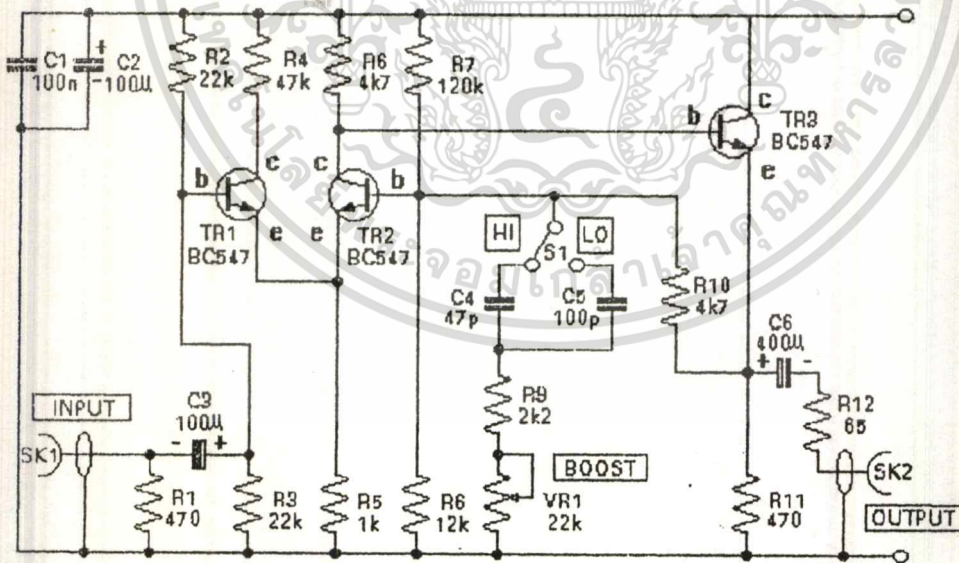 C1
100n
+
C2
-100µ
R2
22k
R4
47k
R6
4k7
R7
120k
b
c
TR3
BC547
e
b
c
e
TR1
BC547
c
b
e
TR2
BC547
HI
S1
LO
C4
47p
C5
100p
R10
4k7
C6
400µ
+
-
R9
2k2
R12
65
INPUT
SK1
C3
100µ
-
+
R1
470
R3
22k
R5
1k
R6
12k
BOOST
VR1
22k
R11
470
SK2
OUTPUT